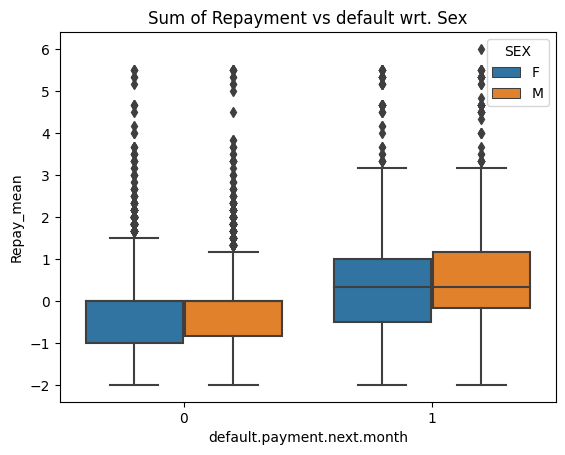 Sum of Repayment vs default wrt. Sex
SEX
F
M
Repay_mean
6
5
4
3
2
1
0
−1
−2
0
1
default.payment.next.month